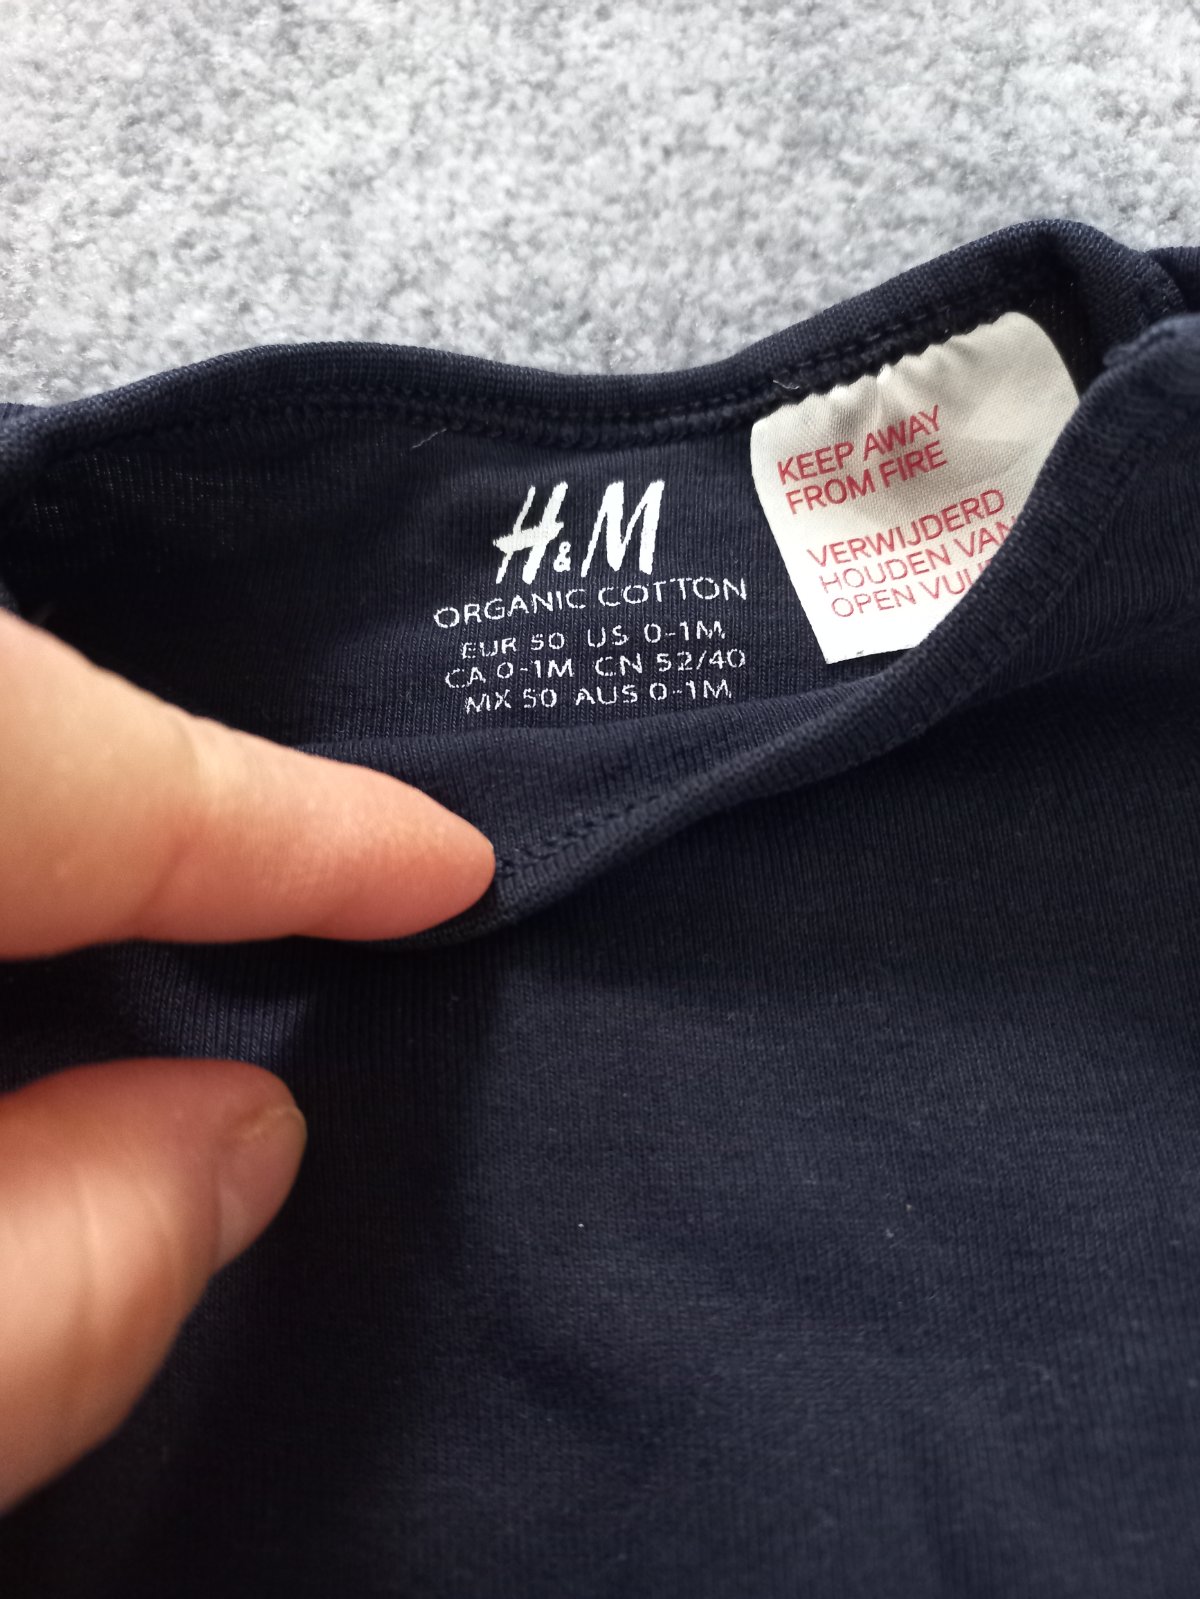 H&M
ORGANIC COTTON
EUR 50 US 0-1M
CA 0-1M CN 52/40
MX 50 AUS 0-1M
KEEP AWAY
FROM FIRE
VERWIJDERD
HOUDEN VAN
OPEN